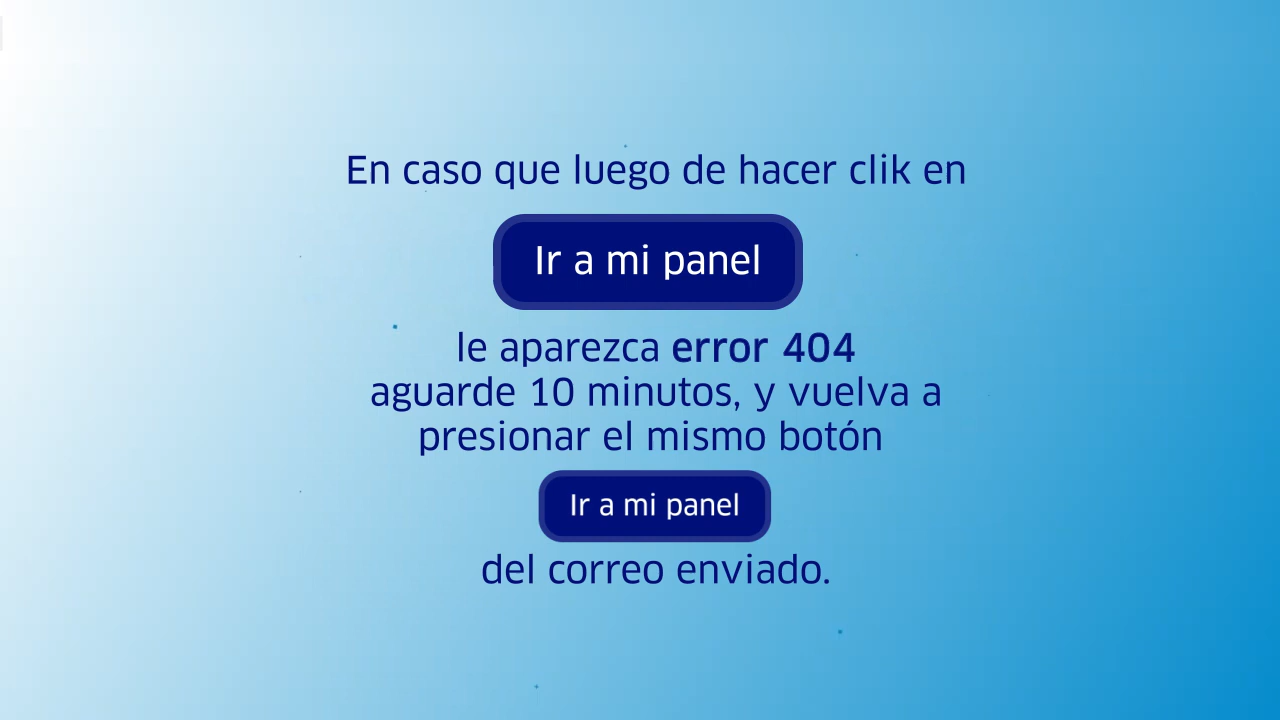 En caso que luego de hacer clik en
Ir a mi panel
le aparezca error 404
aguarde 10 minutos, y vuelva a
presionar el mismo botón
Ir a mi panel
del correo enviado.